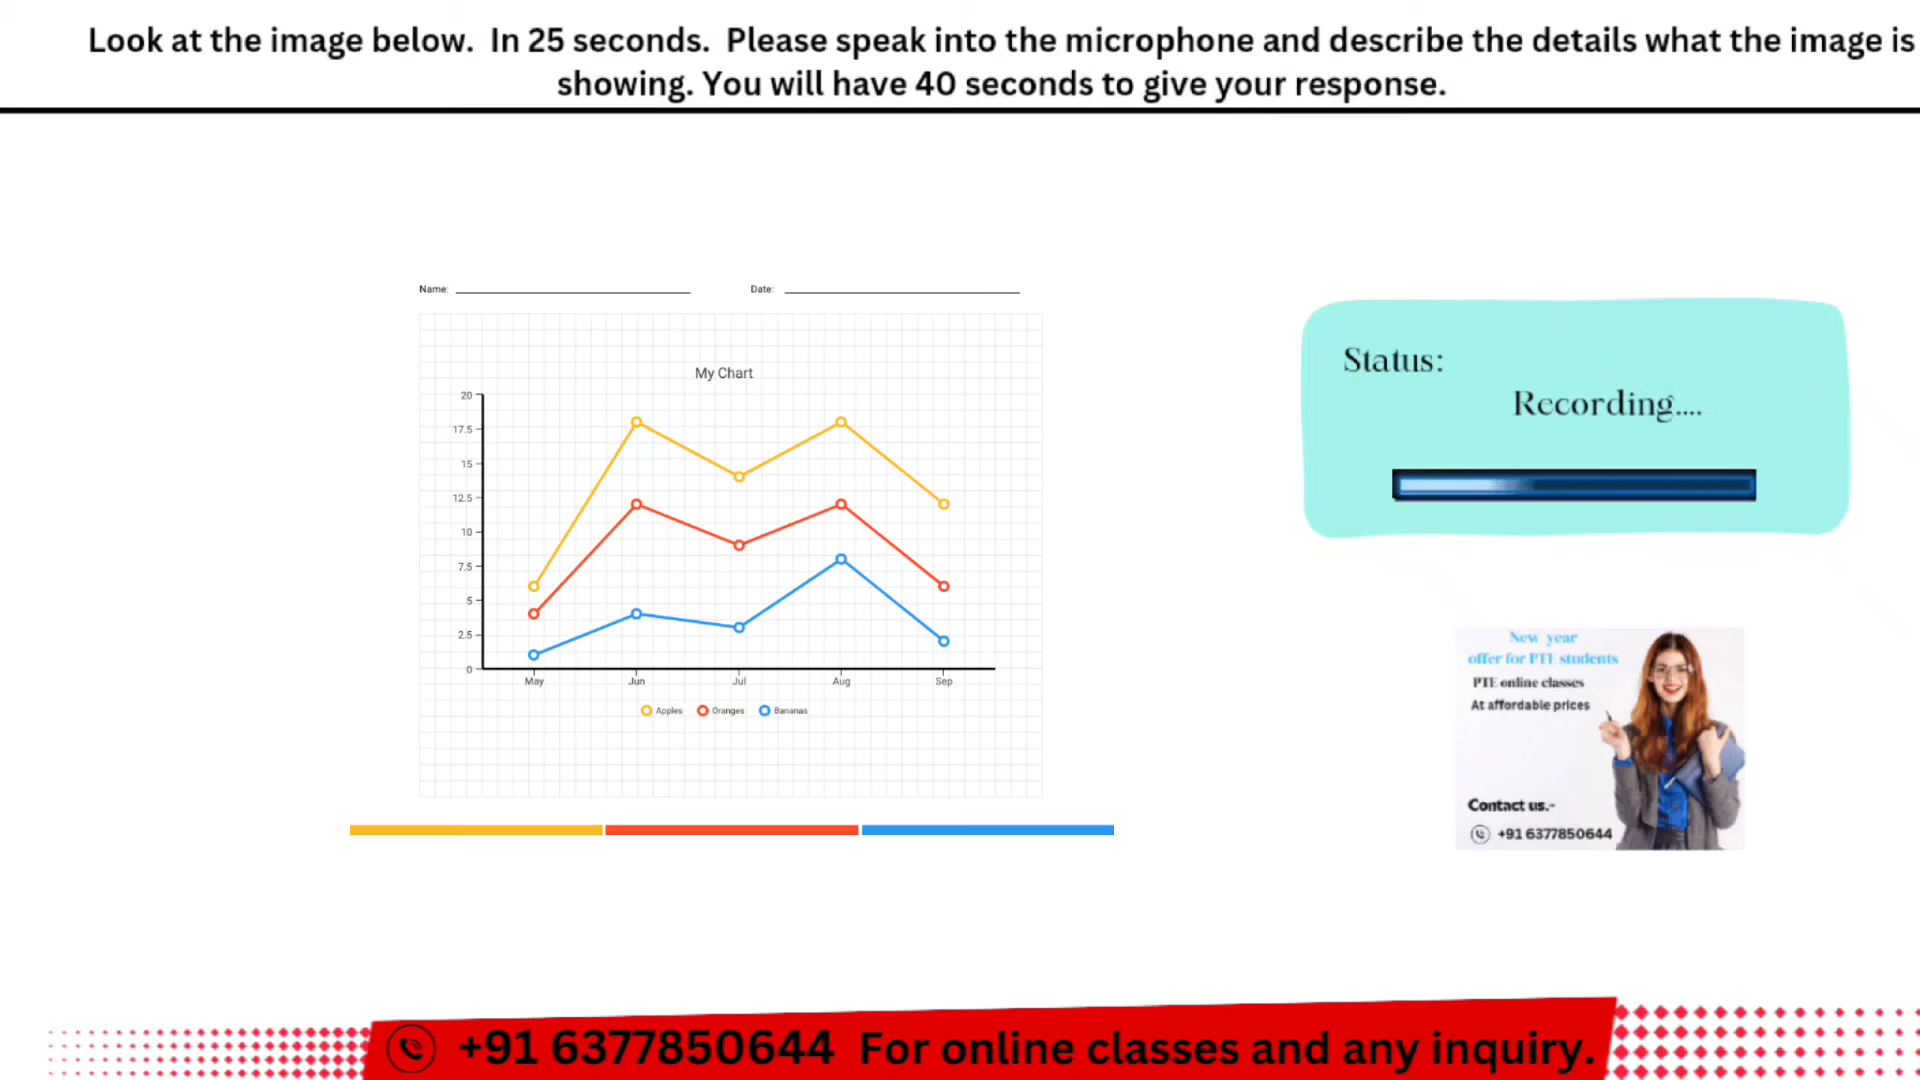 Look at the image below. In 25 seconds. Please speak into the microphone and describe the details what the image is
showing. You will have 40 seconds to give your response.
Name:
Date:
My Chart
20
17.5
15
12.5
10
7.5
5
2.5
0
May Jun Jul Aug Sep
Apples Oranges Bananas
Status:
Recording....
New year
offer for PTE students
PTE online classes
At affordable prices
Contact us.-
+91 6377850644
+91 6377850644 For online classes and any inquiry.